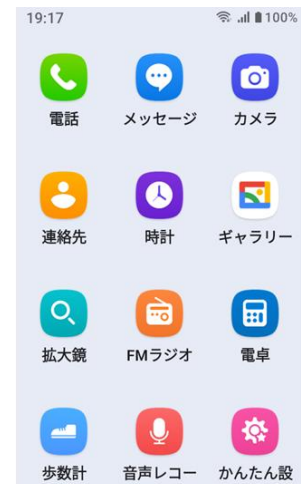 19:17 100%
電話 メッセージ カメラ
連絡先 時計 ギャラリー
拡大鏡 FMラジオ 電卓
歩数計 音声レコー かんたん設